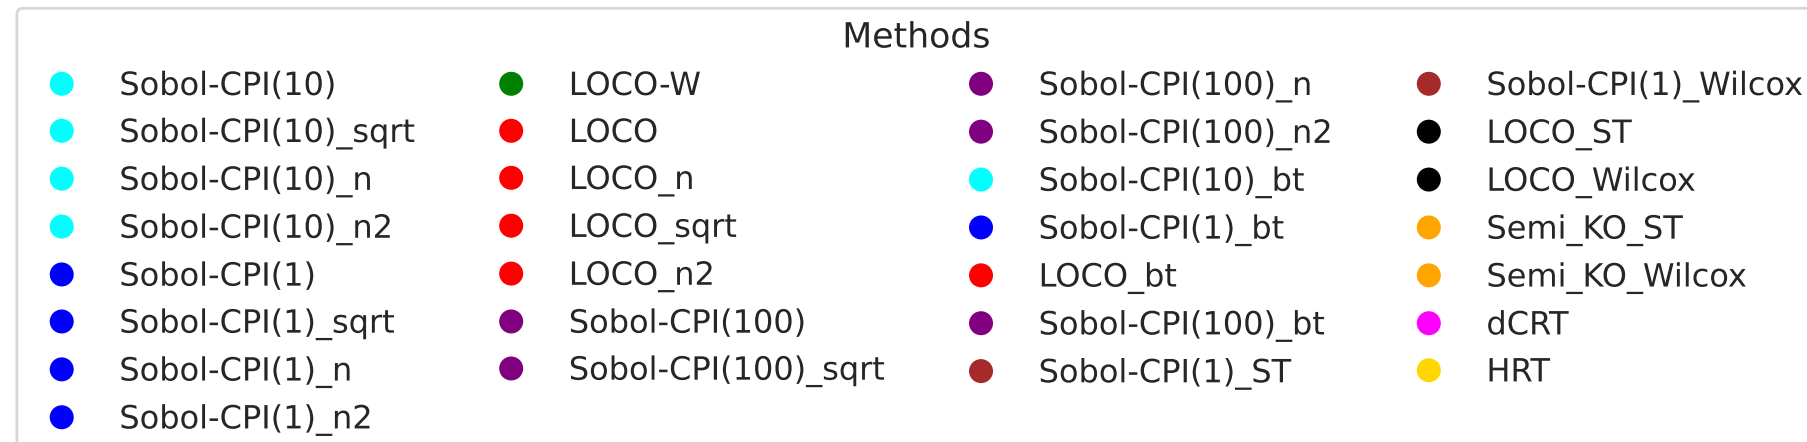 Methods
Sobol-CPI(10)
Sobol-CPI(10)_sqrt
Sobol-CPI(10)_n
Sobol-CPI(10)_n2
Sobol-CPI(1)
Sobol-CPI(1)_sqrt
Sobol-CPI(1)_n
Sobol-CPI(1)_n2
LOCO-W
LOCO
LOCO_n
LOCO_sqrt
LOCO_n2
Sobol-CPI(100)
Sobol-CPI(100)_sqrt
Sobol-CPI(100)_n
Sobol-CPI(100)_n2
Sobol-CPI(10)_bt
Sobol-CPI(1)_bt
LOCO_bt
Sobol-CPI(100)_bt
Sobol-CPI(1)_ST
Sobol-CPI(1)_Wilcox
LOCO_ST
LOCO_Wilcox
Semi_KO_ST
Semi_KO_Wilcox
dCRT
HRT